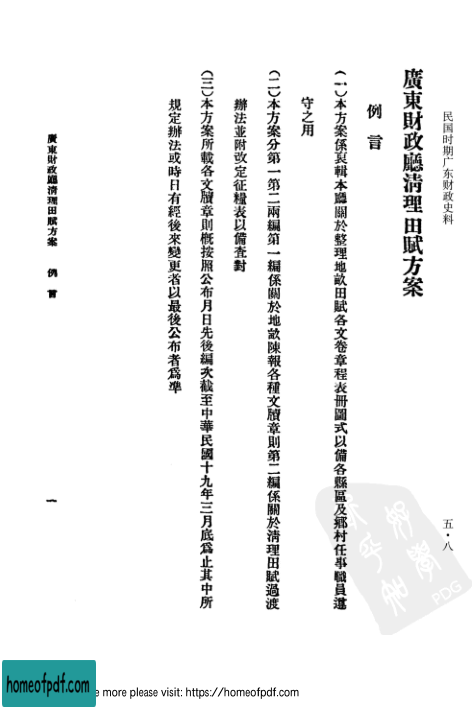 民国时期广东财政史料
五·八
廣東財政廳清理田賦方案
例言
(一)本方案係裒輯本廳關於整理地畝田賦各文卷章程表冊圖式以備各縣區及鄉村任事職員遵
守之用
(二)本方案分第一第二兩編第一編係關於地畝陳報各種文牘章則第二編係關於清理田賦過渡
辦法並附改定征糧表以備査對
(三)本方案所載各文牘章則槪按照公布月日先後編次截至中華民國十九年三月底爲止其中所
規定辦法或時日有經後來變更者以最後公布者爲準
廣東財政廳清理田賦方案 例言
一
PDG
homeofpdf.com
e more please visit: https://homeofpdf.com